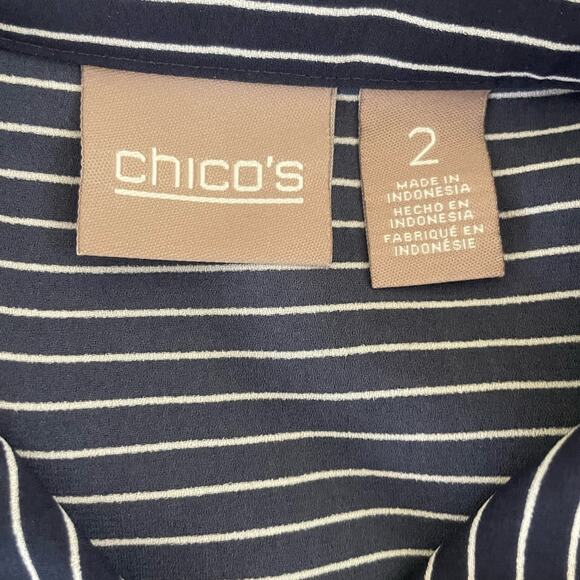 chico's
2
MADE IN
INDONESIA
HECHO EN
INDONESIA
FABRIQUÉ EN
INDONÉSIE